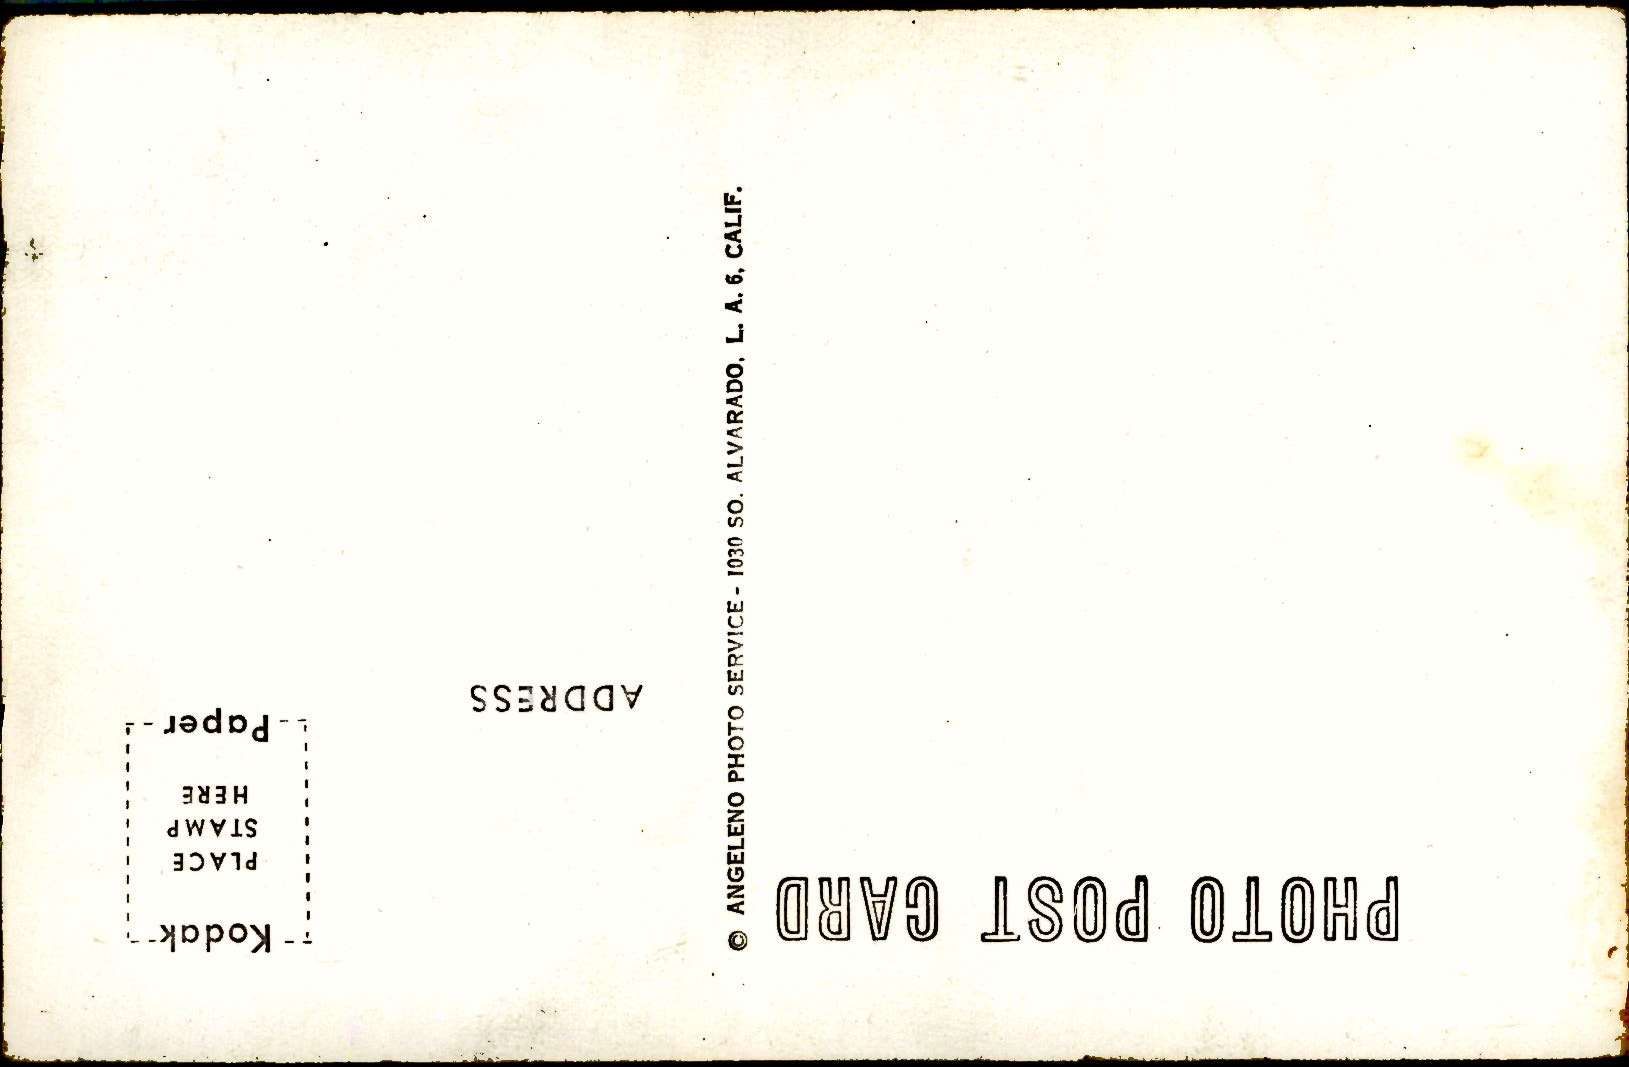 PHOTO POST CARD
© ANGELENO PHOTO SERVICE - 1030 SO. ALVARADO, L. A. 6, CALIF.
Kodak
PLACE
STAMP
HERE
Paper
ADDRESS